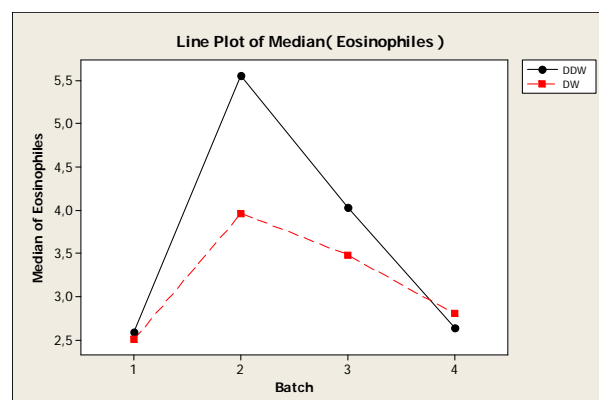 Line Plot of Median( Eosinophiles )
DDW
DW
Median of Eosinophiles
5,5
5,0
4,5
4,0
3,5
3,0
2,5
1 2 3 4
Batch